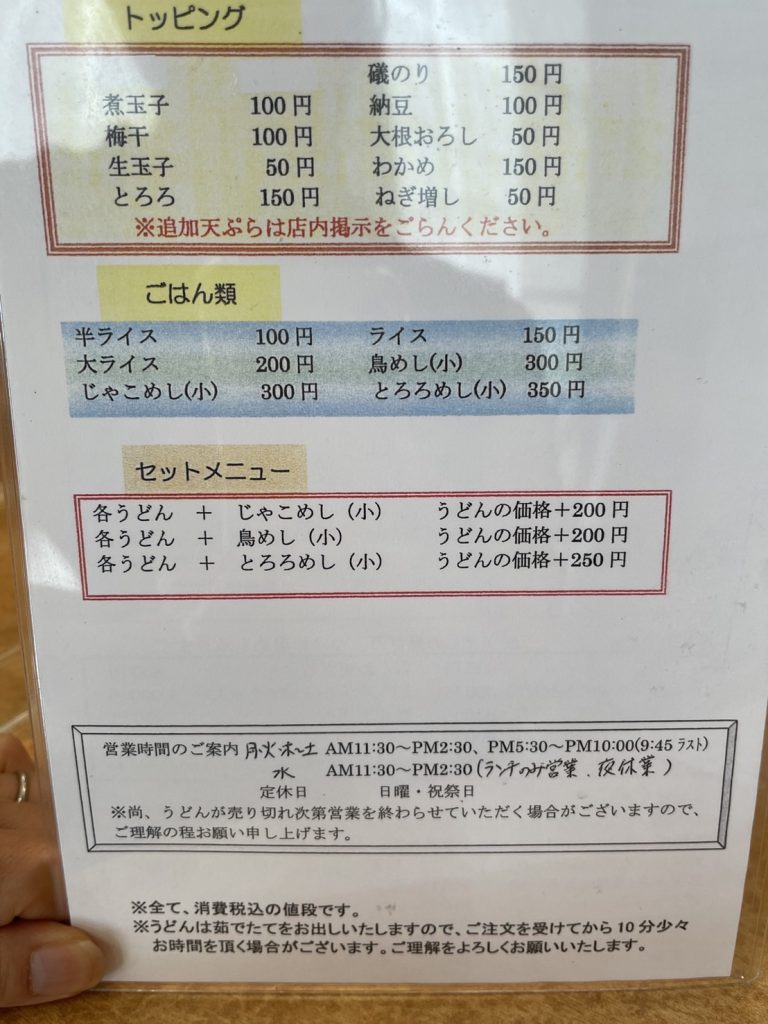 トッピング
磯のり 150円
煮玉子 100円 納豆 100円
梅干 100円 大根おろし 50円
生玉子 50円 わかめ 150円
とろろ 150円 ねぎ増し 50円
※追加天ぷらは店内掲示をごらんください。
ごはん類
半ライス 100円 ライス 150円
大ライス 200円 鳥めし(小) 300円
じゃこめし(小) 300円 とろろめし(小) 350円
セットメニュー
各うどん ＋ じゃこめし（小） うどんの価格＋200円
各うどん ＋ 鳥めし（小） うどんの価格＋200円
各うどん ＋ とろろめし（小） うどんの価格＋250円
営業時間のご案内 月火木〜土 AM11:30〜PM2:30、PM5:30〜PM10:00(9:45 ﾗｽﾄ)
水 AM11:30〜PM2:30(ランチのみ営業、夜休業)
定休日 日曜・祝祭日
※尚、うどんが売り切れ次第営業を終わらせていただく場合がございますので、
ご理解の程お願い申し上げます。
※全て、消費税込の値段です。
※うどんは茹でたてをお出しいたしますので、ご注文を受けてから10分少々
お時間を頂く場合がございます。ご理解をよろしくお願いいたします。